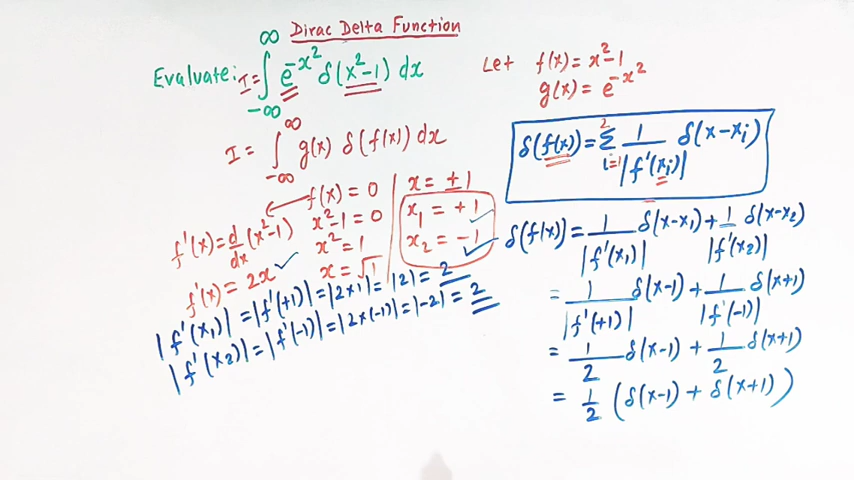 Dirac Delta Function
Evaluate: I = ∫_{-∞}^{∞} e^{-x²} δ(x²-1) dx
I = ∫_{-∞}^{∞} g(x) δ(f(x)) dx
f(x) = 0
x²-1 = 0
x² = 1
x = √1
x = ±1
x₁ = +1
x₂ = -1
f'(x) = d/dx (x²-1)
f'(x) = 2x
|f'(x₁)| = |f'(+1)| = |2×1| = |2| = 2
|f'(x₂)| = |f'(-1)| = |2×(-1)| = |-2| = 2
Let f(x) = x²-1
g(x) = e^{-x²}
δ(f(x)) = Σ_{i=1}^{2} 1/|f'(xᵢ)| δ(x-xᵢ)
δ(f(x)) = 1/|f'(x₁)| δ(x-x₁) + 1/|f'(x₂)| δ(x-x₂)
= 1/|f'(+1)| δ(x-1) + 1/|f'(-1)| δ(x+1)
= 1/2 δ(x-1) + 1/2 δ(x+1)
= 1/2 (δ(x-1) + δ(x+1))